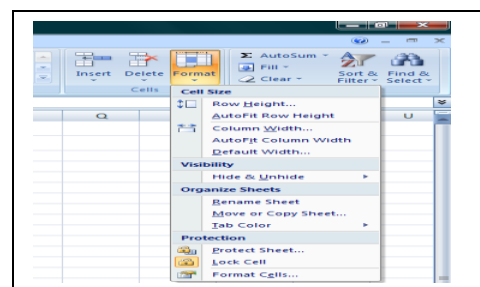 Σ AutoSum
Fill
Clear
Insert Delete Format
Sort & Filter
Find & Select
Cells
Cell Size
Row Height...
AutoFit Row Height
Column Width...
AutoFit Column Width
Default Width...
Visibility
Hide & Unhide
Organize Sheets
Rename Sheet
Move or Copy Sheet...
Tab Color
Protection
Protect Sheet...
Lock Cell
Format Cells...
Q
U